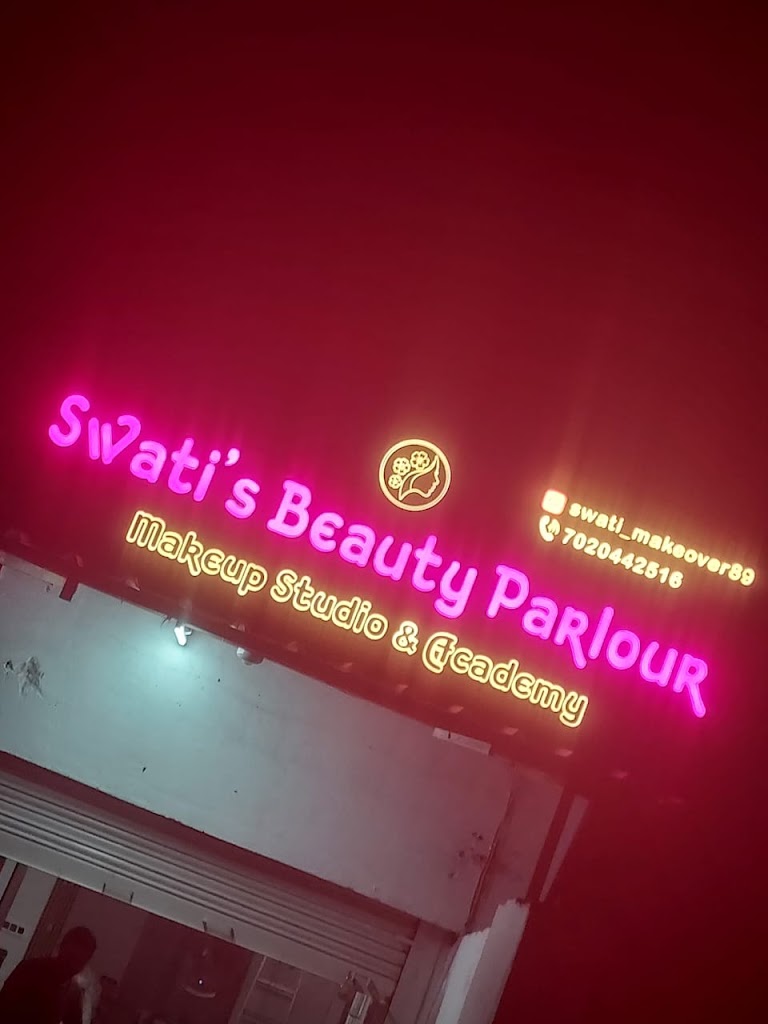 Swati's Beauty Parlour
Makeup Studio & Academy
swati_makeover89
7020442516